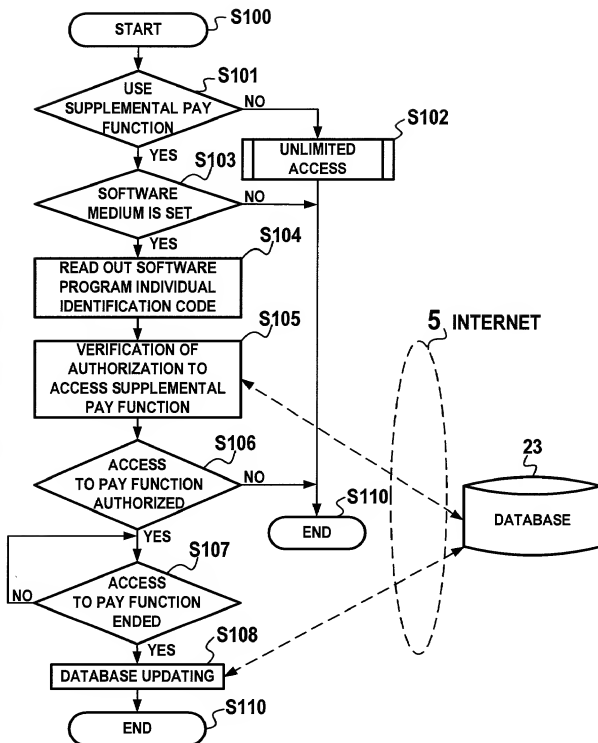 START
S100
USE
SUPPLEMENTAL PAY
FUNCTION
S101
NO
YES
UNLIMITED
ACCESS
S102
SOFTWARE
MEDIUM IS SET
S103
NO
YES
READ OUT SOFTWARE
PROGRAM INDIVIDUAL
IDENTIFICATION CODE
S104
VERIFICATION OF
AUTHORIZATION TO
ACCESS SUPPLEMENTAL
PAY FUNCTION
S105
5 INTERNET
ACCESS
TO PAY FUNCTION
AUTHORIZED
S106
NO
YES
END
S110
23
DATABASE
ACCESS
TO PAY FUNCTION
ENDED
S107
NO
YES
DATABASE UPDATING
S108
END
S110